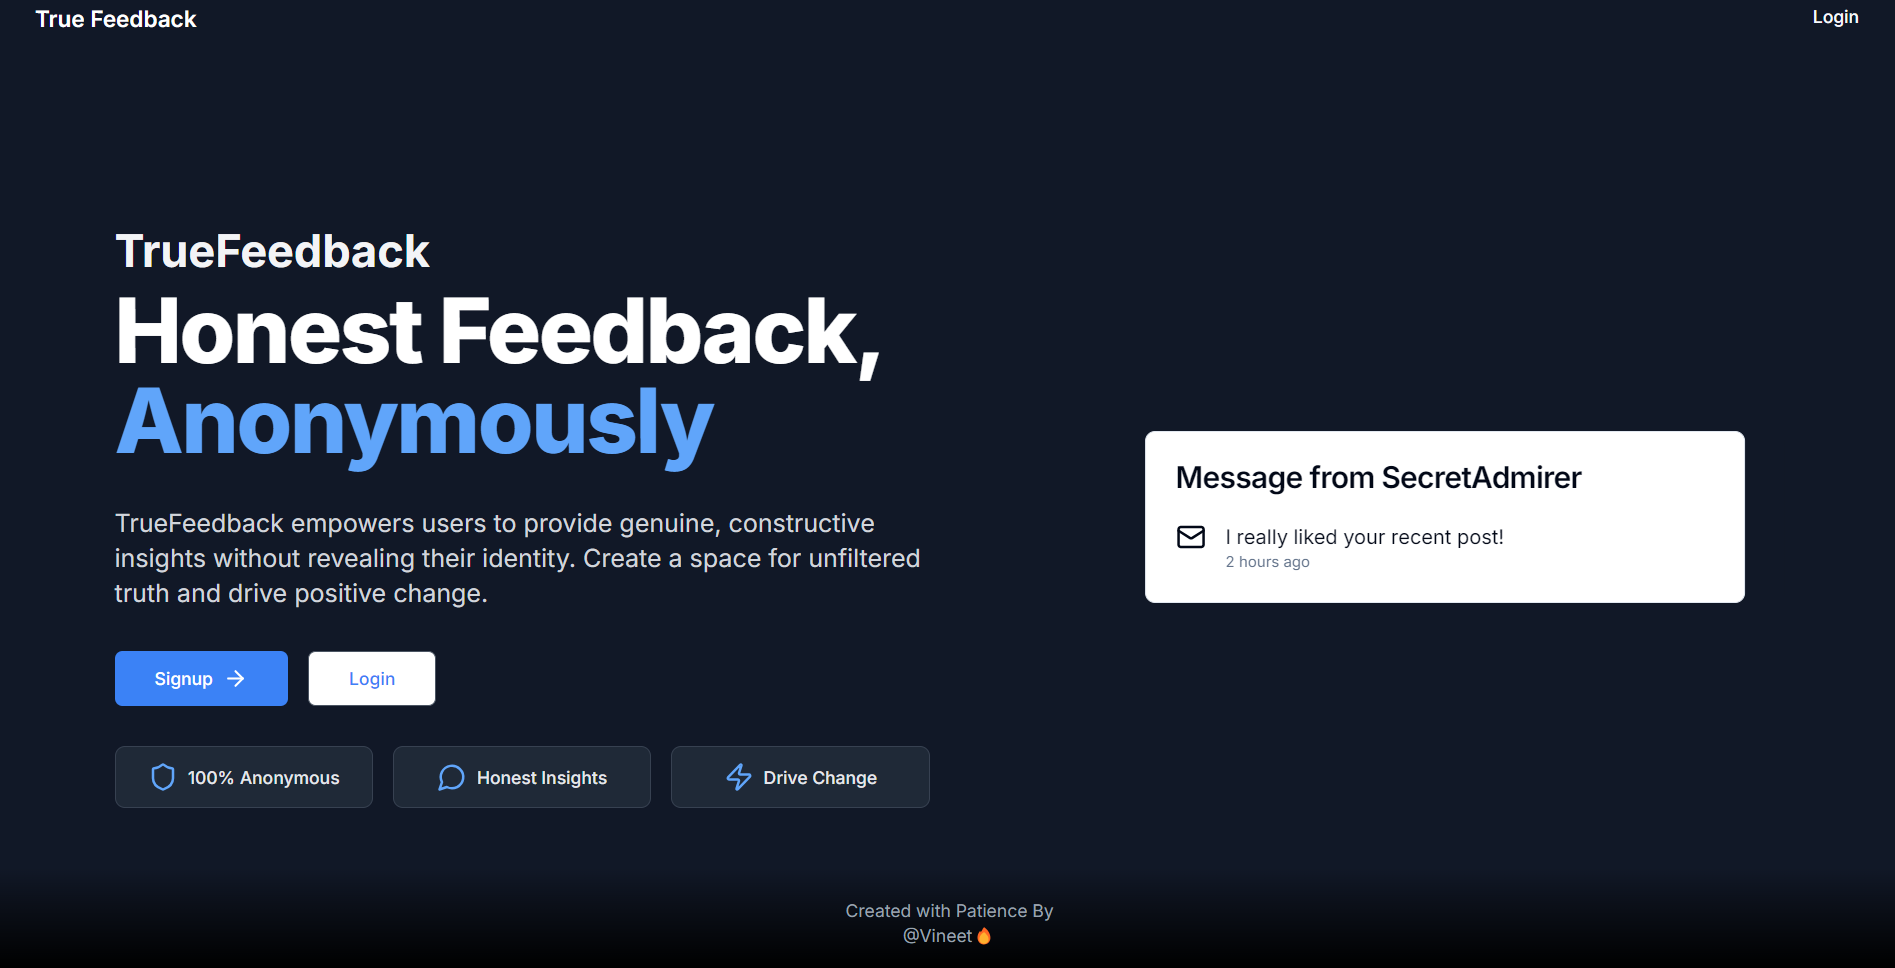 True Feedback
Login
TrueFeedback
Honest Feedback,
Anonymously
TrueFeedback empowers users to provide genuine, constructive
insights without revealing their identity. Create a space for unfiltered
truth and drive positive change.
Signup
Login
100% Anonymous
Honest Insights
Drive Change
Message from SecretAdmirer
I really liked your recent post!
2 hours ago
Created with Patience By
@Vineet🔥